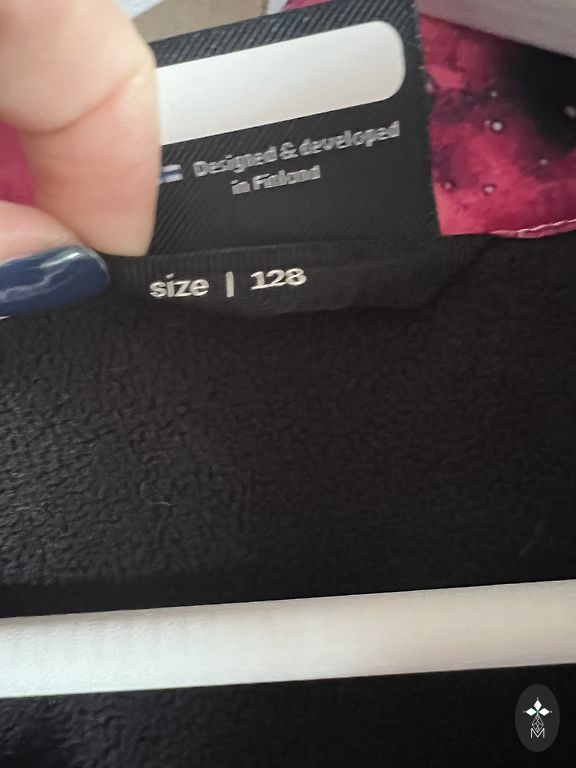 Designed & developed
in Finland
size | 128